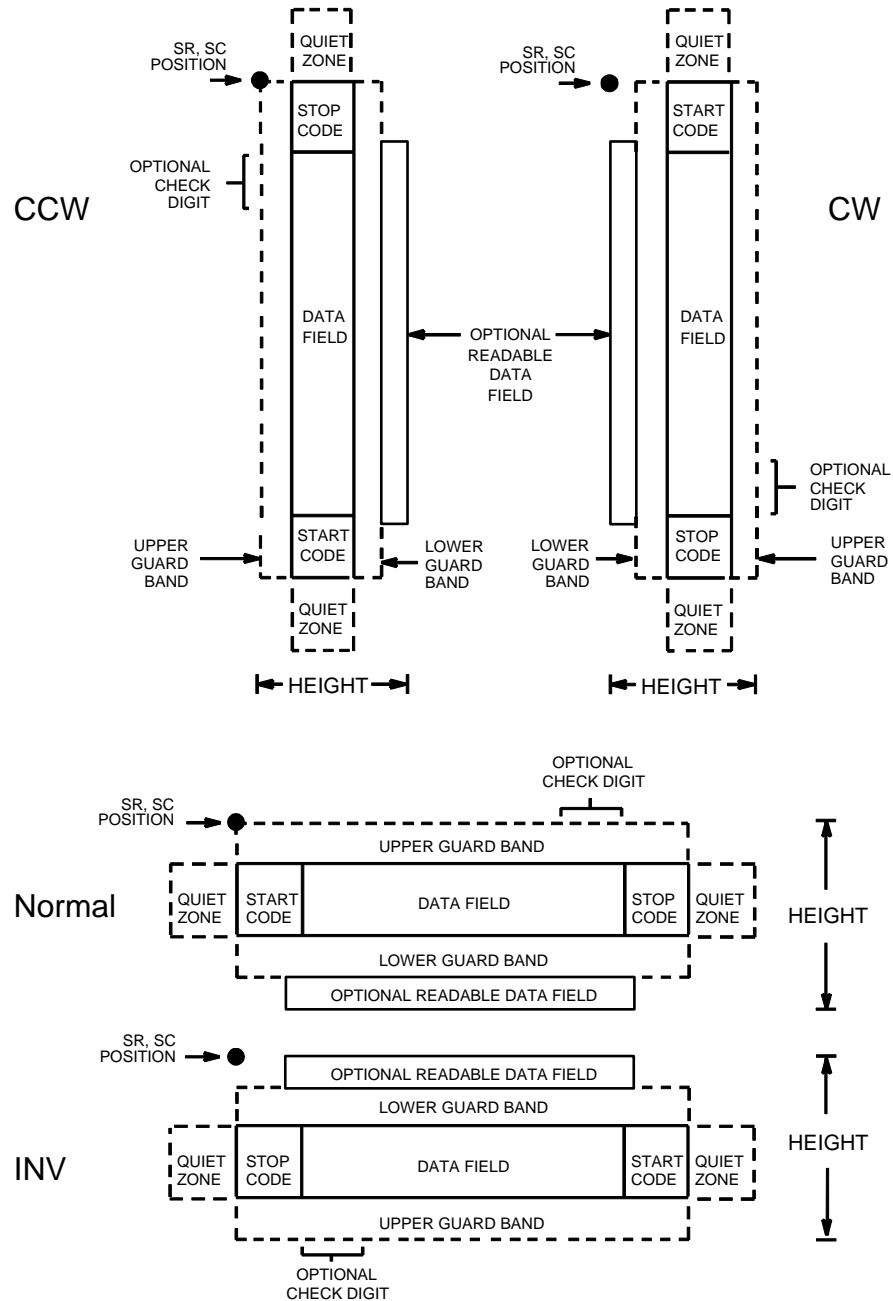 QUIET
ZONE
SR, SC
POSITION
STOP
CODE
OPTIONAL
CHECK
DIGIT
CCW
DATA
FIELD
START
CODE
UPPER
GUARD
BAND
LOWER
GUARD
BAND
QUIET
ZONE
HEIGHT
OPTIONAL
READABLE
DATA
FIELD
QUIET
ZONE
SR, SC
POSITION
START
CODE
CW
DATA
FIELD
OPTIONAL
CHECK
DIGIT
LOWER
GUARD
BAND
STOP
CODE
UPPER
GUARD
BAND
QUIET
ZONE
HEIGHT
OPTIONAL
CHECK DIGIT
SR, SC
POSITION
UPPER GUARD BAND
Normal
QUIET
ZONE
START
CODE
DATA FIELD
STOP
CODE
QUIET
ZONE
HEIGHT
LOWER GUARD BAND
OPTIONAL READABLE DATA FIELD
SR, SC
POSITION
OPTIONAL READABLE DATA FIELD
LOWER GUARD BAND
INV
QUIET
ZONE
STOP
CODE
DATA FIELD
START
CODE
QUIET
ZONE
HEIGHT
UPPER GUARD BAND
OPTIONAL
CHECK DIGIT